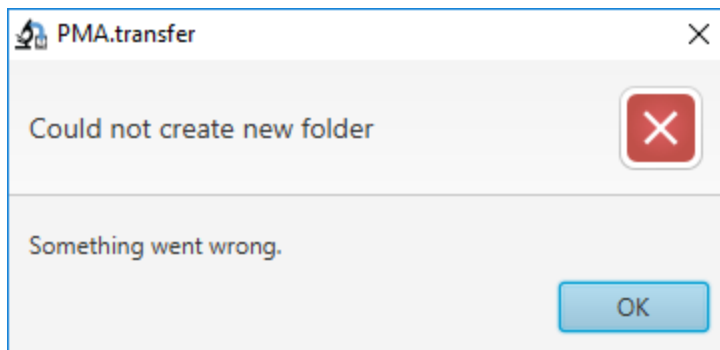 PMA.transfer
Could not create new folder
Something went wrong.
OK